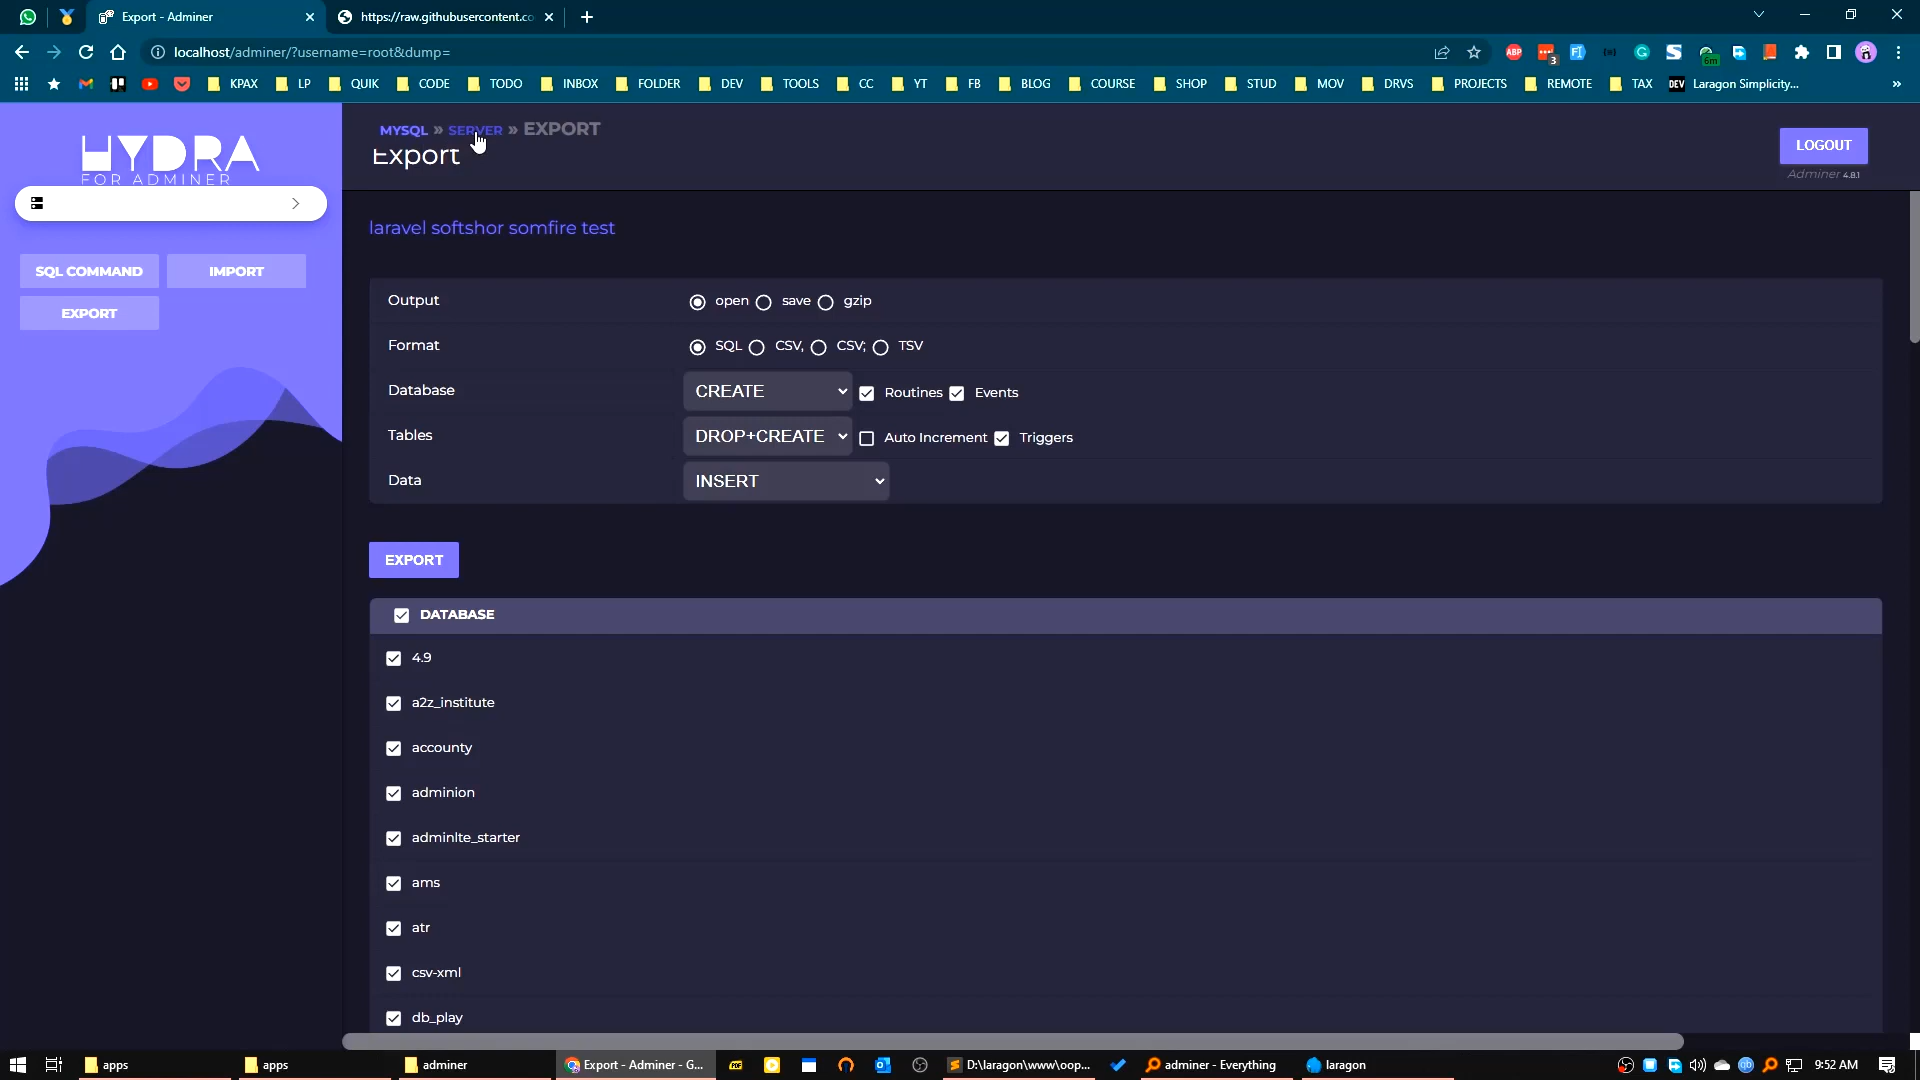 Export - Adminer
https://raw.githubusercontent.co
localhost/adminer/?username=root&dump=
ABP
3
6m
KPAX
LP
QUIK
CODE
TODO
INBOX
FOLDER
DEV
TOOLS
CC
YT
FB
BLOG
COURSE
SHOP
STUD
MOV
DRVS
PROJECTS
REMOTE
TAX
DEV
Laragon Simplicity...
»
HYDRA
FOR ADMINER
SQL COMMAND
IMPORT
EXPORT
MYSQL » SERVER » EXPORT
Export
LOGOUT
Adminer 4.8.1
laravel softshor somfire test
Output
open
save
gzip
Format
SQL
CSV,
CSV;
TSV
Database
CREATE
Routines
Events
Tables
DROP+CREATE
Auto Increment
Triggers
Data
INSERT
EXPORT
DATABASE
4.9
a2z_institute
accounty
adminion
adminlte_starter
ams
atr
csv-xml
db_play
apps
apps
adminer
Export - Adminer - G...
D:\laragon\www\oop...
adminer - Everything
laragon
qb
9:52 AM